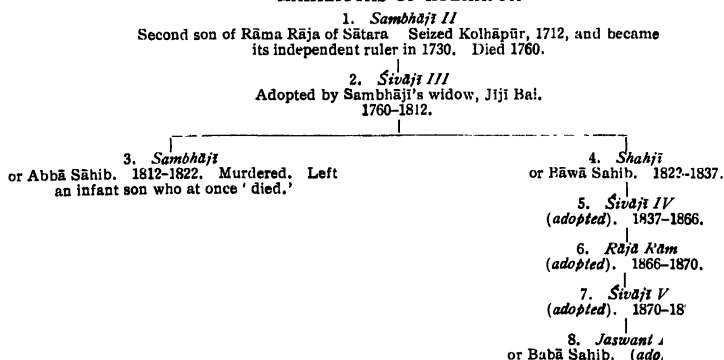 1. Sambhājī II
Second son of Rāma Rāja of Sātara Seized Kolhāpūr, 1712, and became
its independent ruler in 1730. Died 1760.
2. Śivājī III
Adopted by Sambhājī's widow, Jījī Bai.
1760-1812.
3. Sambhājī
or Abbā Sāhib. 1812-1822. Murdered. Left
an infant son who at once ' died.'
4. Shahjī
or Bāwā Sahib. 1822-1837.
5. Śivājī IV
(adopted). 1837-1866.
6. Rājā Rām
(adopted). 1866-1870.
7. Śivājī V
(adopted). 1870-18
8. Jaswant
or Babā Sahib. (ado